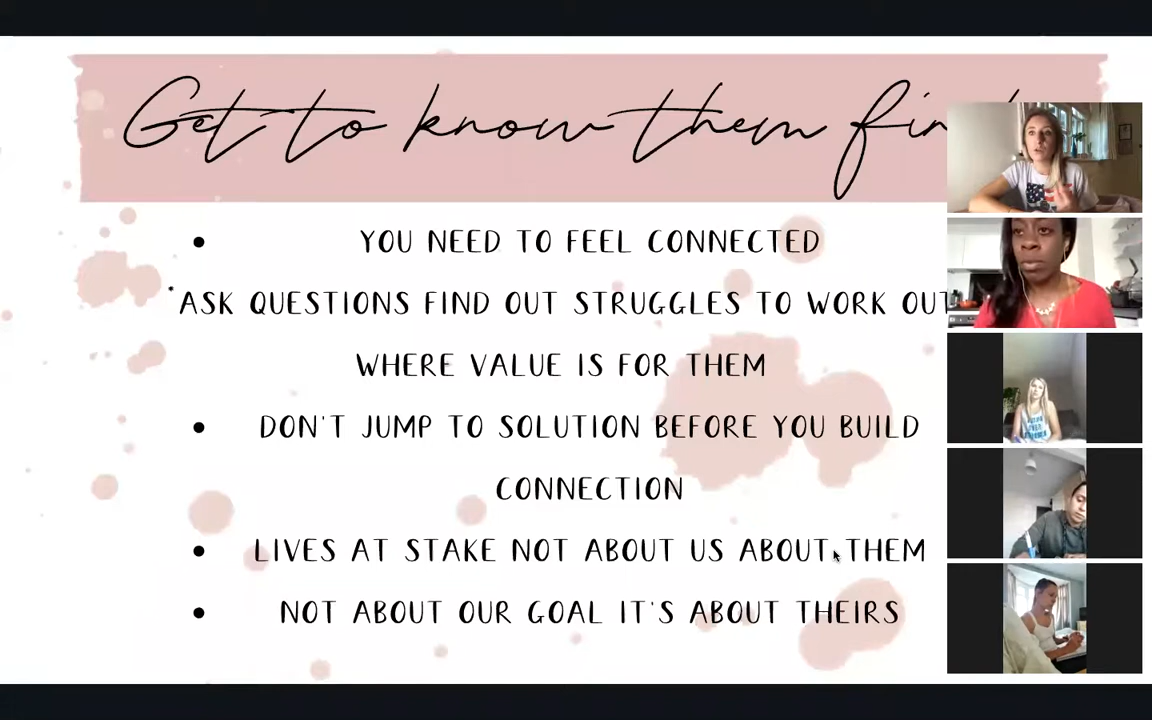 Get to know them
YOU NEED TO FEEL CONNECTED
ASK QUESTIONS FIND OUT STRUGGLES TO WORK OUT
WHERE VALUE IS FOR THEM
DON'T JUMP TO SOLUTION BEFORE YOU BUILD
CONNECTION
LIVES AT STAKE NOT ABOUT US ABOUT THEM
NOT ABOUT OUR GOAL IT'S ABOUT THEIRS